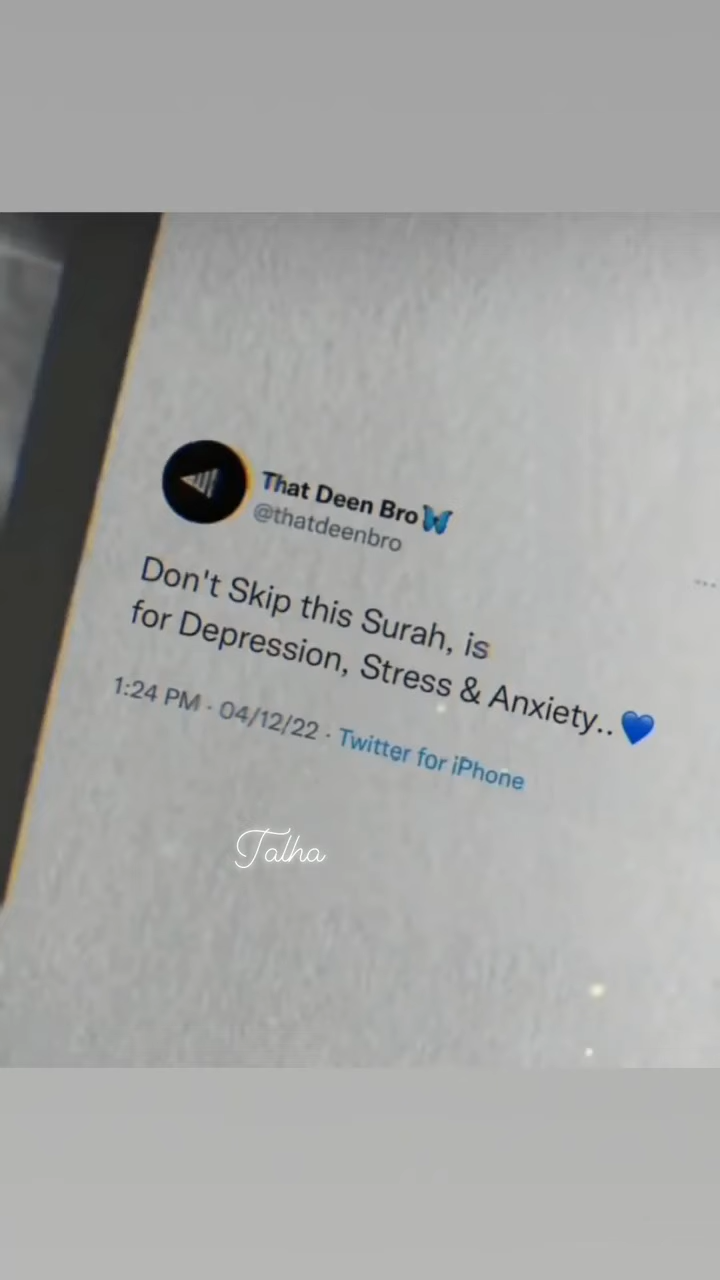 That Deen Bro🦋
@thatdeenbro
Don't Skip this Surah, is
for Depression, Stress & Anxiety..💙
1:24 PM · 04/12/22 · Twitter for iPhone
Talha